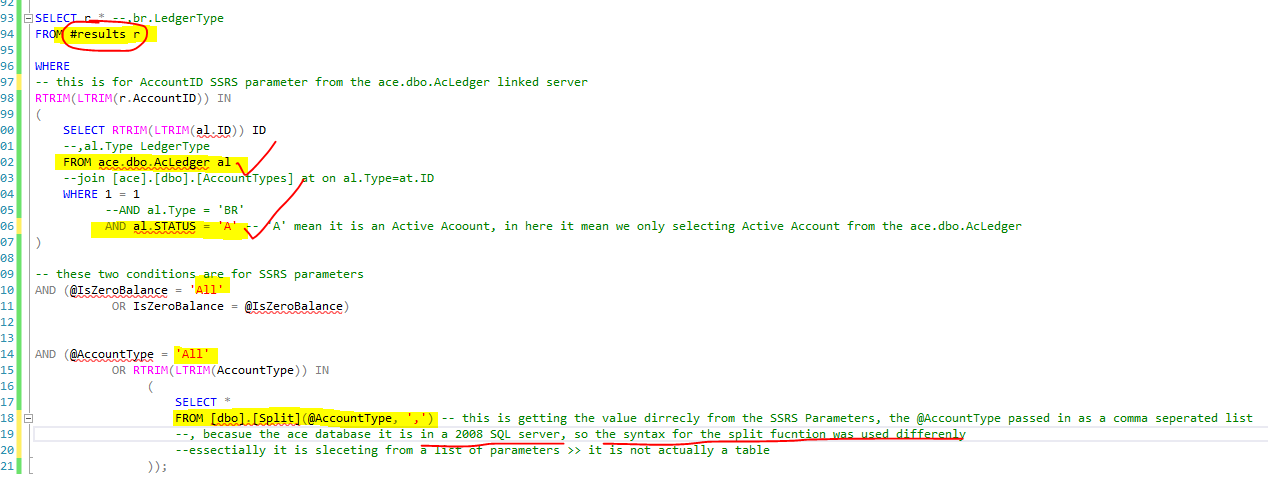 92
93 SELECT r.* --,br.LedgerType
94 FROM #results r
95
96 WHERE
97 -- this is for AccountID SSRS parameter from the ace.dbo.AcLedger linked server
98 RTRIM(LTRIM(r.AccountID)) IN
99 (
00 SELECT RTRIM(LTRIM(al.ID)) ID
01 --,al.Type LedgerType
02 FROM ace.dbo.AcLedger al
03 --join [ace].[dbo].[AccountTypes] at on al.Type=at.ID
04 WHERE 1 = 1
05 --AND al.Type = 'BR'
06 AND al.STATUS = 'A' -- 'A' mean it is an Active Acoount, in here it mean we only selecting Active Account from the ace.dbo.AcLedger
07 )
08
09 -- these two conditions are for SSRS parameters
10 AND (@IsZeroBalance = 'All'
11 OR IsZeroBalance = @IsZeroBalance)
12
13
14 AND (@AccountType = 'All'
15 OR RTRIM(LTRIM(AccountType)) IN
16 (
17 SELECT *
18 FROM [dbo].[Split](@AccountType, ',') -- this is getting the value dirrecly from the SSRS Parameters, the @AccountType passed in as a comma seperated list
19 --, becasue the ace database it is in a 2008 SQL server, so the syntax for the split fucntion was used differenly
20 --essectially it is sleceting from a list of parameters >> it is not actually a table
21 ));